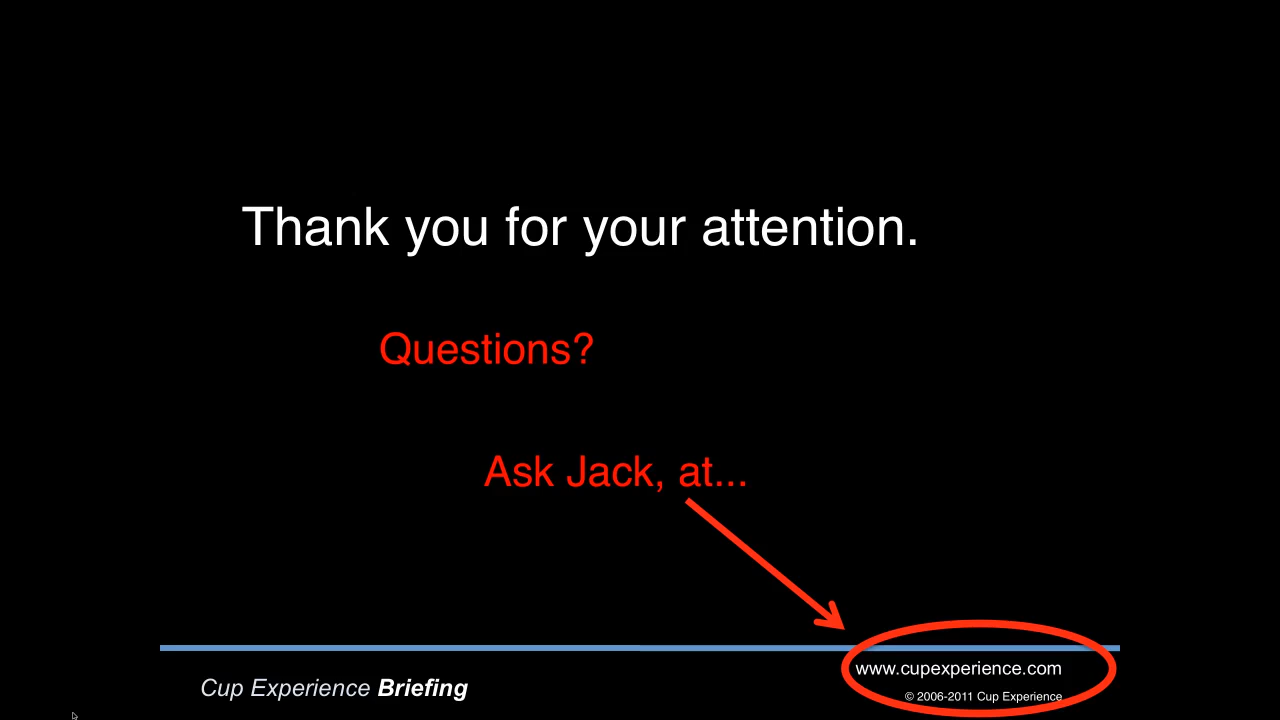 Thank you for your attention.
Questions?
Ask Jack, at...
www.cupexperience.com
Cup Experience Briefing
© 2006-2011 Cup Experience